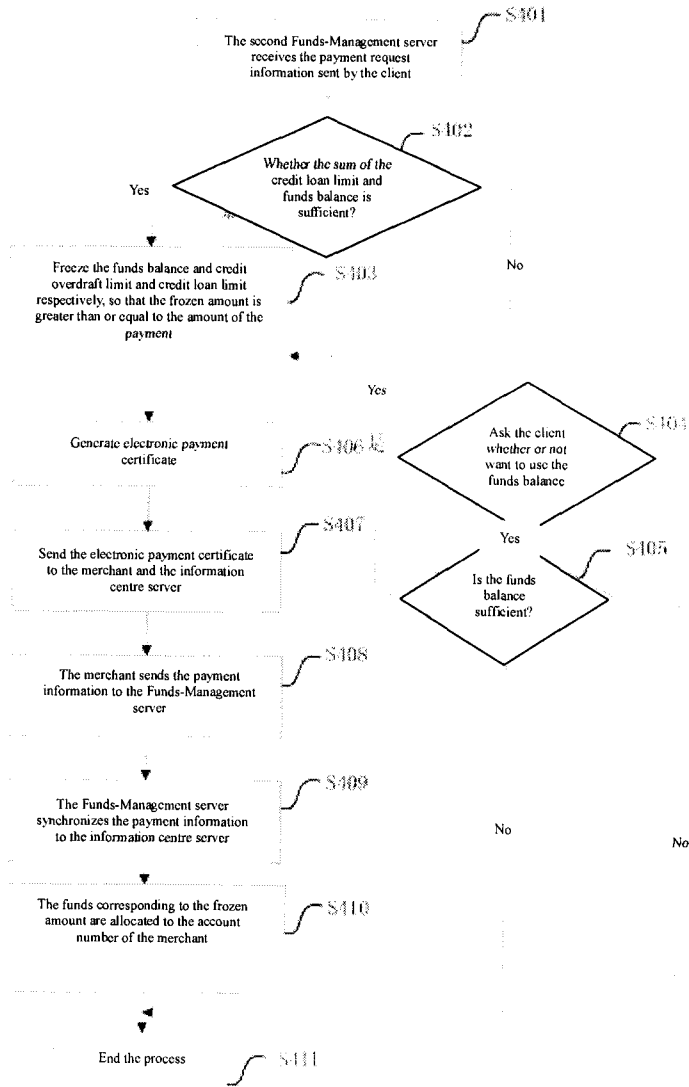 S401
The second Funds-Management server
receives the payment request
information sent by the client
S402
Whether the sum of the
credit loan limit and
funds balance is
sufficient?
Yes
No
Freeze the funds balance and credit
overdraft limit and credit loan limit
respectively, so that the frozen amount is
greater than or equal to the amount of the
payment
S403
Yes
S404
Ask the client
whether or not
want to use the
funds balance
Generate electronic payment
certificate
S406
Yes
S405
Is the funds
balance
sufficient?
S407
Send the electronic payment certificate
to the merchant and the information
centre server
S408
The merchant sends the payment
information to the Funds-Management
server
S409
The Funds-Management server
synchronizes the payment information
to the information centre server
No
No
S410
The funds corresponding to the frozen
amount are allocated to the account
number of the merchant
End the process
S411